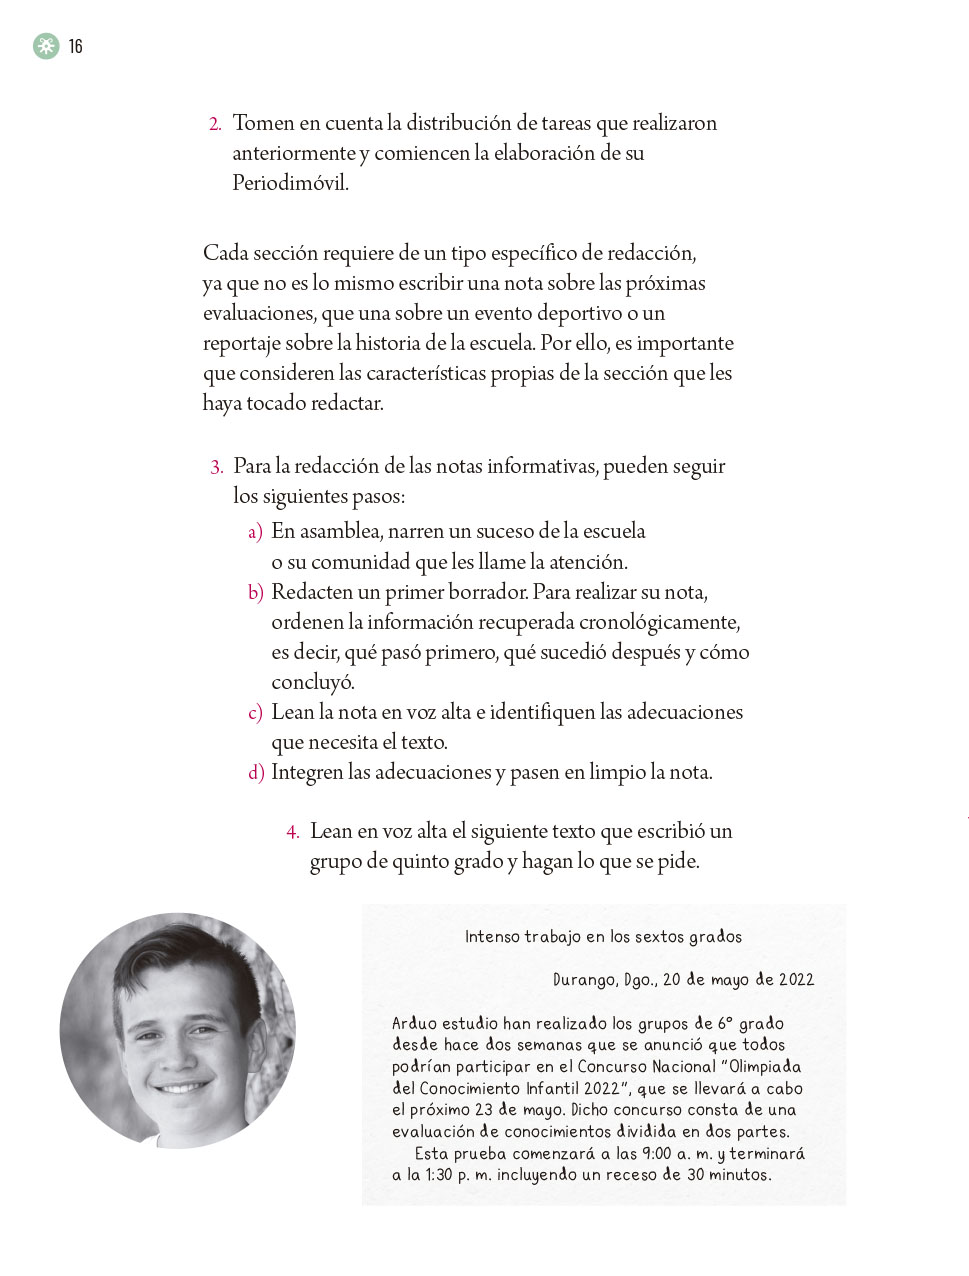 16
2. Tomen en cuenta la distribución de tareas que realizaron
anteriormente y comiencen la elaboración de su
Periodimóvil.
Cada sección requiere de un tipo específico de redacción,
ya que no es lo mismo escribir una nota sobre las próximas
evaluaciones, que una sobre un evento deportivo o un
reportaje sobre la historia de la escuela. Por ello, es importante
que consideren las características propias de la sección que les
haya tocado redactar.
3. Para la redacción de las notas informativas, pueden seguir
los siguientes pasos:
a) En asamblea, narren un suceso de la escuela
o su comunidad que les llame la atención.
b) Redacten un primer borrador. Para realizar su nota,
ordenen la información recuperada cronológicamente,
es decir, qué pasó primero, qué sucedió después y cómo
concluyó.
c) Lean la nota en voz alta e identifiquen las adecuaciones
que necesita el texto.
d) Integren las adecuaciones y pasen en limpio la nota.
4. Lean en voz alta el siguiente texto que escribió un
grupo de quinto grado y hagan lo que se pide.
Intenso trabajo en los sextos grados
Durango, Dgo., 20 de mayo de 2022
Arduo estudio han realizado los grupos de 6° grado
desde hace dos semanas que se anunció que todos
podrían participar en el Concurso Nacional "Olimpiada
del Conocimiento Infantil 2022", que se llevará a cabo
el próximo 23 de mayo. Dicho concurso consta de una
evaluación de conocimientos dividida en dos partes.
Esta prueba comenzará a las 9:00 a. m. y terminará
a la 1:30 p. m. incluyendo un receso de 30 minutos.